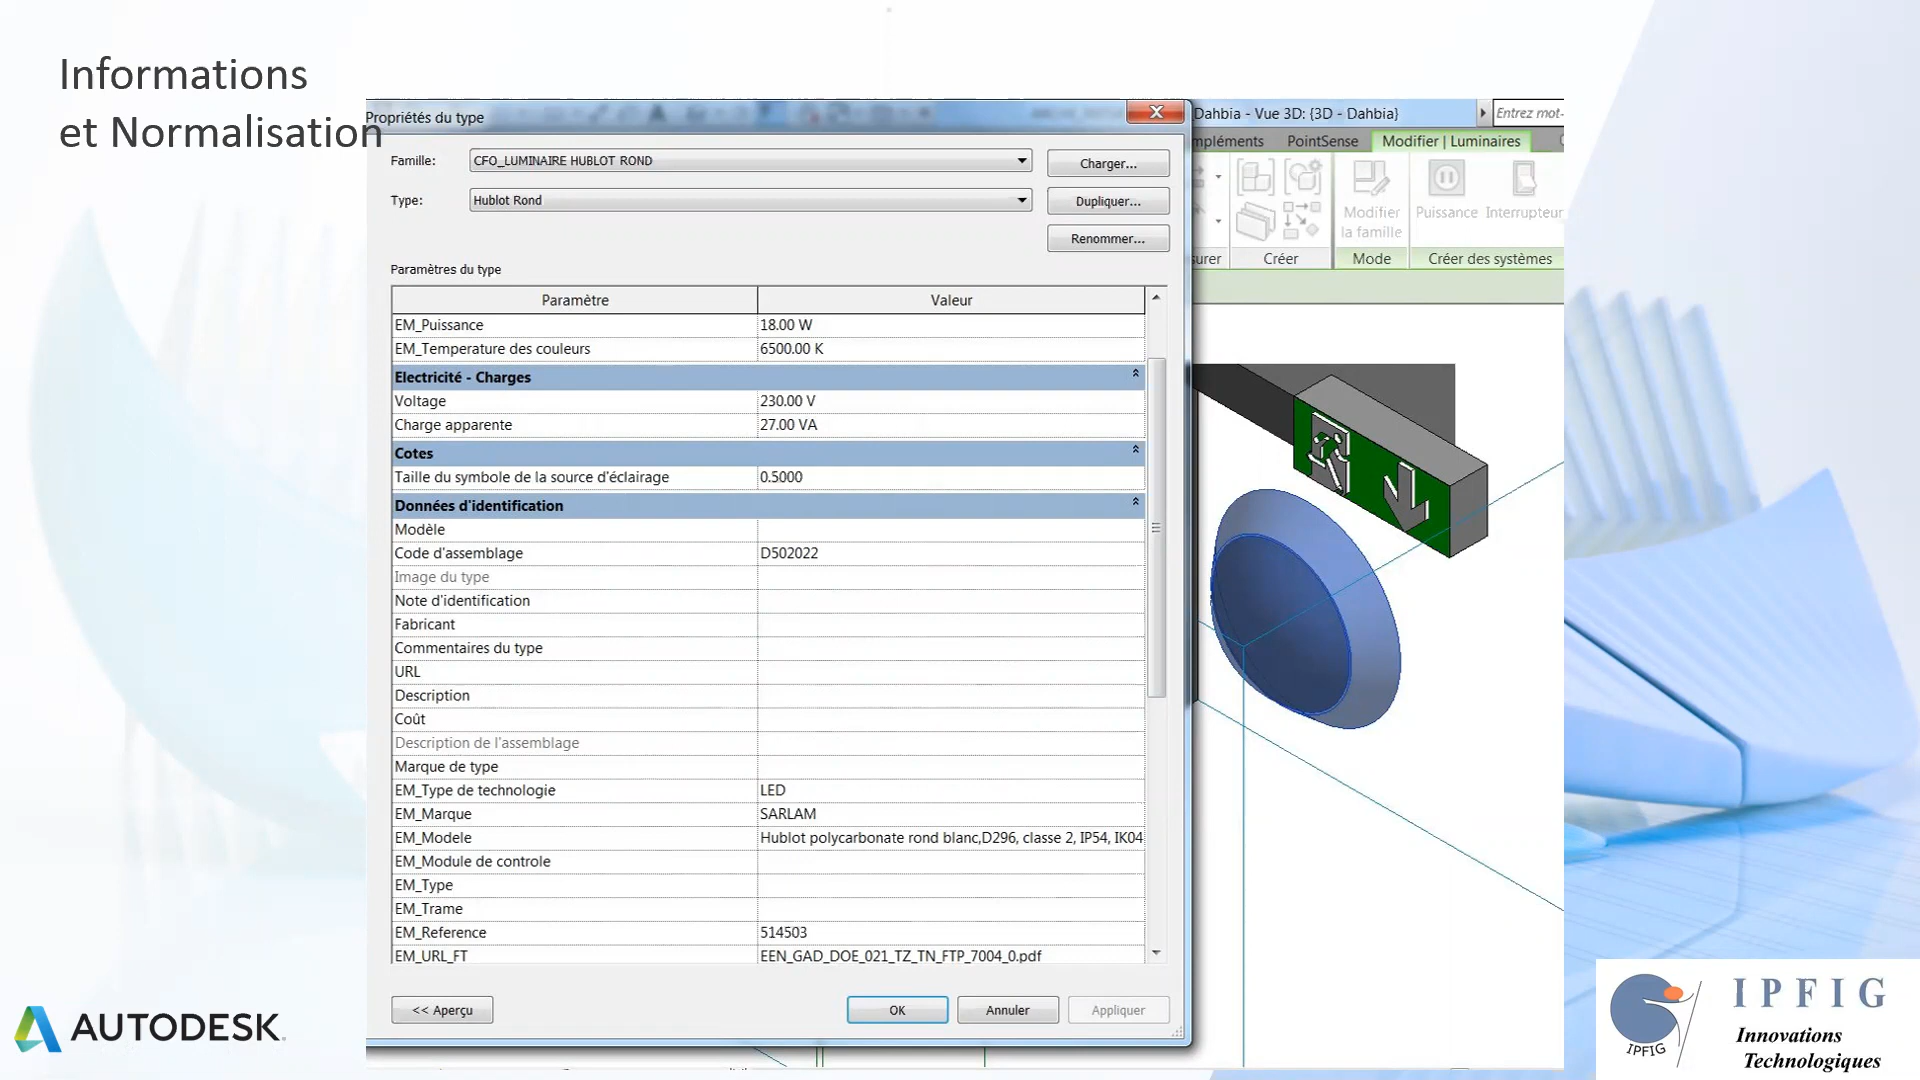 Informations
et Normalisation
Propriétés du type
Famille: CFO_LUMINAIRE HUBLOT ROND Charger...
Type: Hublot Rond Dupliquer...
Renommer...
Paramètres du type
Paramètre Valeur
EM_Puissance 18.00 W
EM_Temperature des couleurs 6500.00 K
Electricité - Charges
Voltage 230.00 V
Charge apparente 27.00 VA
Cotes
Taille du symbole de la source d'éclairage 0.5000
Données d'identification
Modèle
Code d'assemblage D502022
Image du type
Note d'identification
Fabricant
Commentaires du type
URL
Description
Coût
Description de l'assemblage
Marque de type
EM_Type de technologie LED
EM_Marque SARLAM
EM_Modele Hublot polycarbonate rond blanc,D296, classe 2, IP54, IK04
EM_Module de controle
EM_Type
EM_Trame
EM_Reference 514503
EM_URL_FT EEN_GAD_DOE_021_TZ_TN_FTP_7004_0.pdf
<< Aperçu OK Annuler Appliquer
Dahbia - Vue 3D: {3D - Dahbia} Entrez mot-
mpléments PointSense Modifier | Luminaires
Modifier
la famille
Puissance Interrupteur
urer Créer Mode Créer des systèmes
AUTODESK.
IPFIG
IPFIG
Innovations
Technologiques